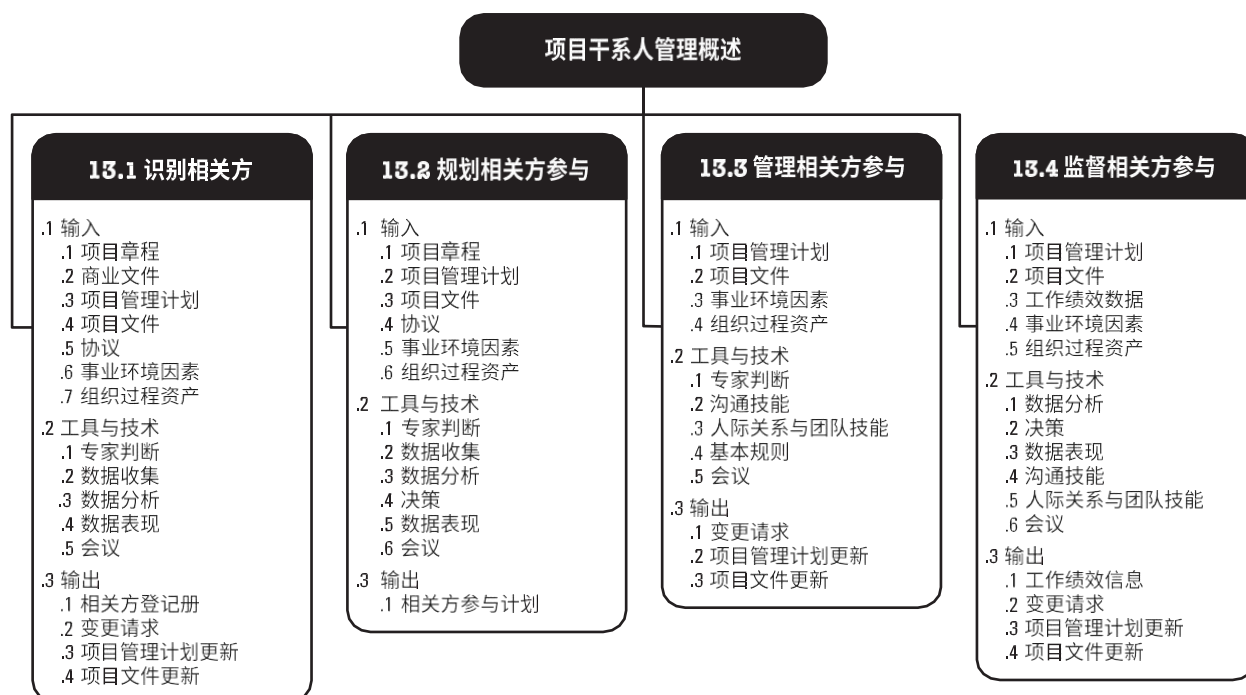 项目干系人管理概述
13.1 识别相关方
.1 输入
.1 项目章程
.2 商业文件
.3 项目管理计划
.4 项目文件
.5 协议
.6 事业环境因素
.7 组织过程资产
.2 工具与技术
.1 专家判断
.2 数据收集
.3 数据分析
.4 数据表现
.5 会议
.3 输出
.1 相关方登记册
.2 变更请求
.3 项目管理计划更新
.4 项目文件更新
13.2 规划相关方参与
.1 输入
.1 项目章程
.2 项目管理计划
.3 项目文件
.4 协议
.5 事业环境因素
.6 组织过程资产
.2 工具与技术
.1 专家判断
.2 数据收集
.3 数据分析
.4 决策
.5 数据表现
.6 会议
.3 输出
.1 相关方参与计划
13.3 管理相关方参与
.1 输入
.1 项目管理计划
.2 项目文件
.3 事业环境因素
.4 组织过程资产
.2 工具与技术
.1 专家判断
.2 沟通技能
.3 人际关系与团队技能
.4 基本规则
.5 会议
.3 输出
.1 变更请求
.2 项目管理计划更新
.3 项目文件更新
13.4 监督相关方参与
.1 输入
.1 项目管理计划
.2 项目文件
.3 工作绩效数据
.4 事业环境因素
.5 组织过程资产
.2 工具与技术
.1 数据分析
.2 决策
.3 数据表现
.4 沟通技能
.5 人际关系与团队技能
.6 会议
.3 输出
.1 工作绩效信息
.2 变更请求
.3 项目管理计划更新
.4 项目文件更新